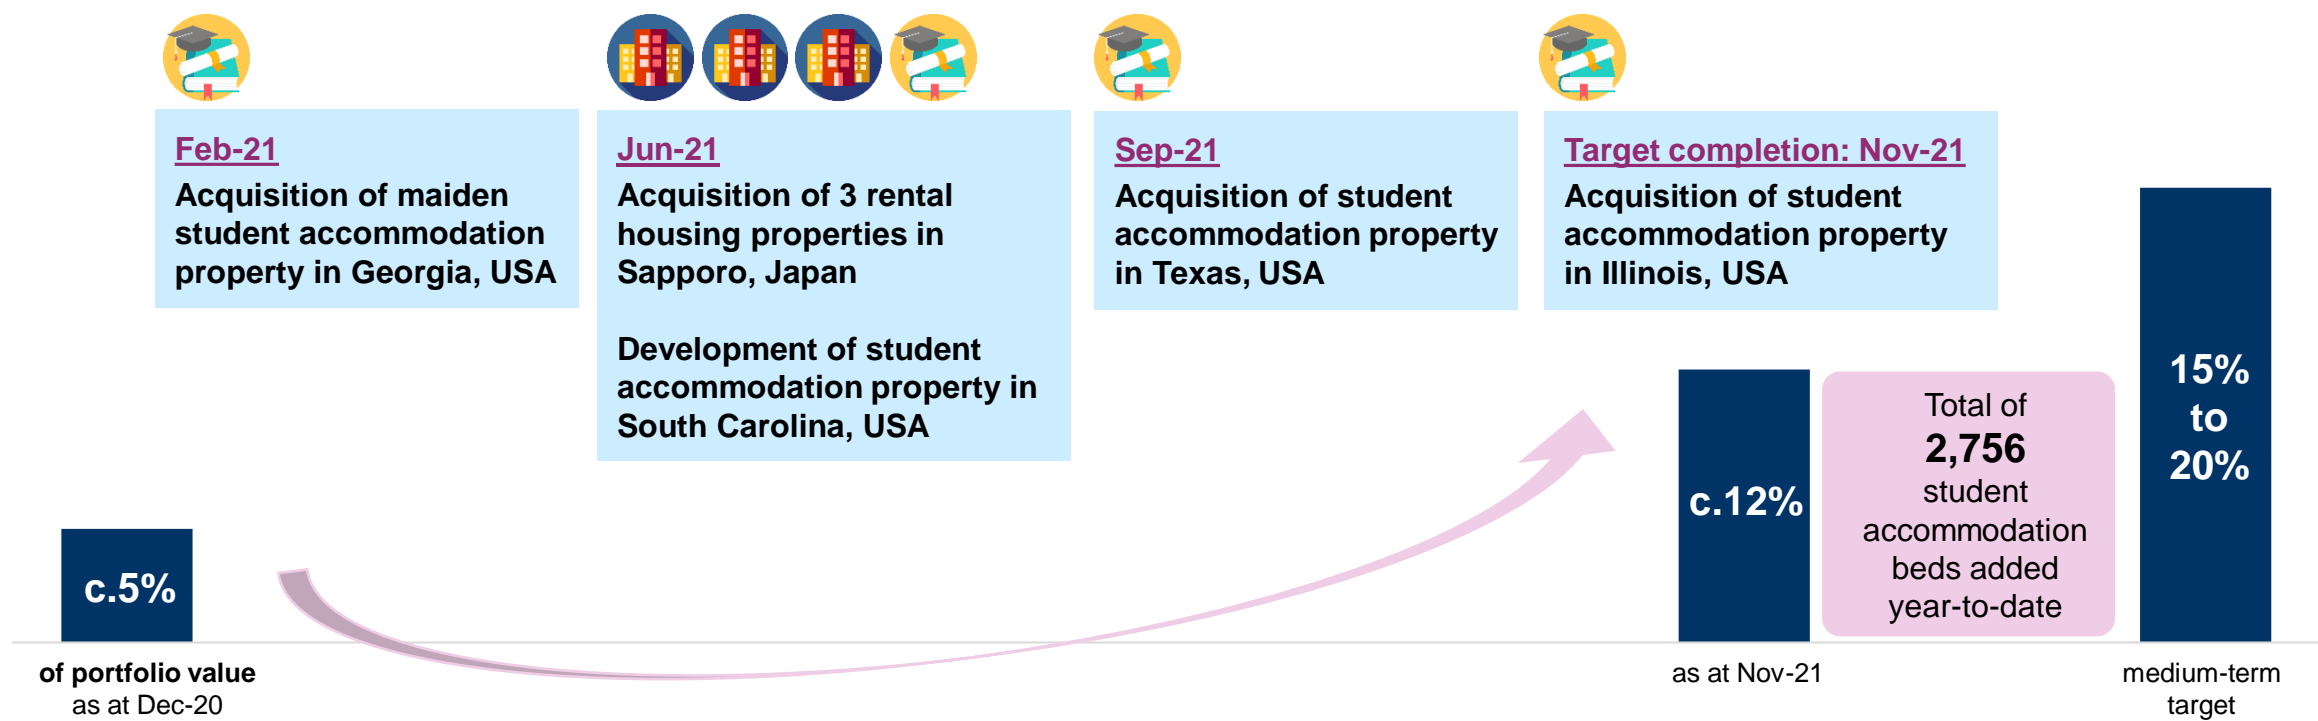 Feb-21
Acquisition of maiden
student accommodation
property in Georgia, USA
Jun-21
Acquisition of 3 rental
housing properties in
Sapporo, Japan
Development of student
accommodation property in
South Carolina, USA
Sep-21
Acquisition of student
accommodation property
in Texas, USA
Target completion: Nov-21
Acquisition of student
accommodation property
in Illinois, USA
c.5%
of portfolio value
as at Dec-20
c.12%
as at Nov-21
Total of
2,756
student
accommodation
beds added
year-to-date
15%
to
20%
medium-term
target